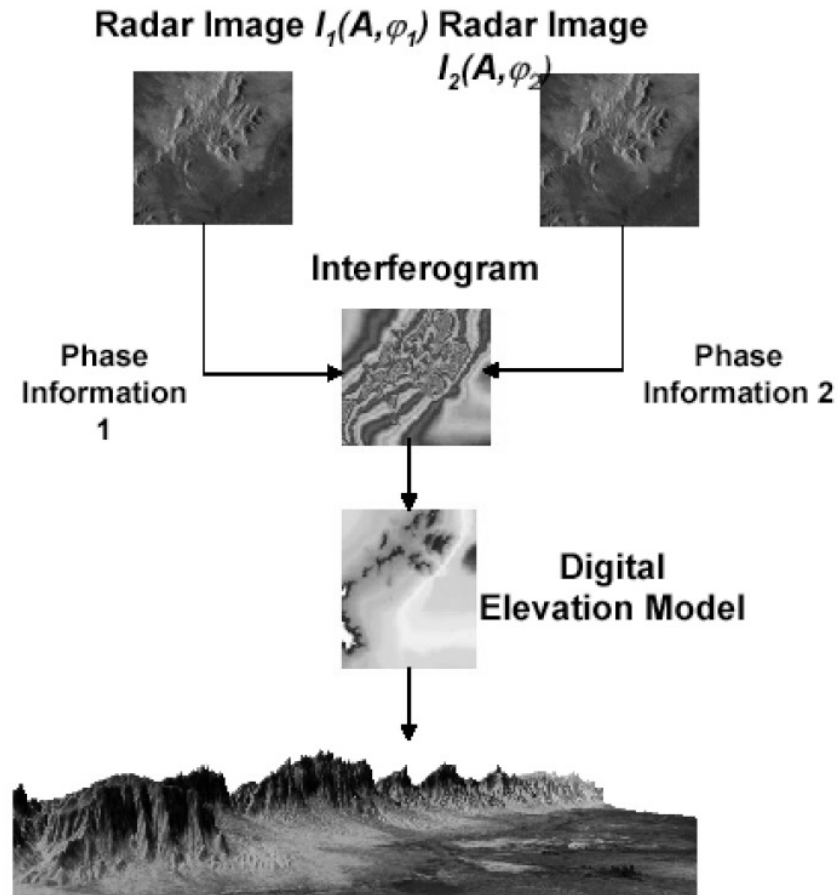 Radar Image I₁(A,φ₁) Radar Image
I₂(A,φ₂)
Interferogram
Phase
Information
1
Phase
Information 2
Digital
Elevation Model